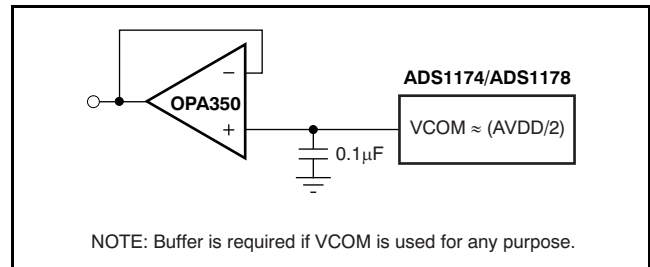 ADS1174/ADS1178
−
OPA350
+
VCOM ≈ (AVDD/2)
0.1μF
NOTE: Buffer is required if VCOM is used for any purpose.